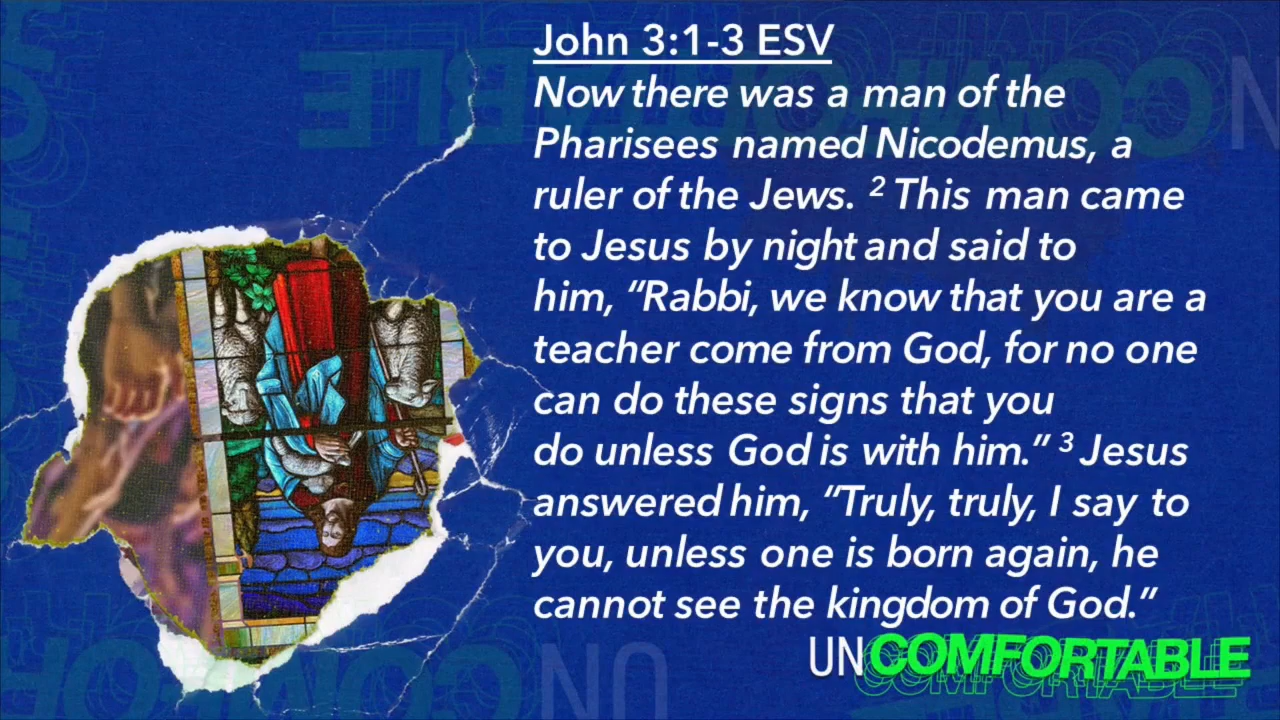 John 3:1-3 ESV
Now there was a man of the
Pharisees named Nicodemus, a
ruler of the Jews. ² This man came
to Jesus by night and said to
him, “Rabbi, we know that you are a
teacher come from God, for no one
can do these signs that you
do unless God is with him.” ³ Jesus
answered him, “Truly, truly, I say to
you, unless one is born again, he
cannot see the kingdom of God.”
UNCOMFORTABLE